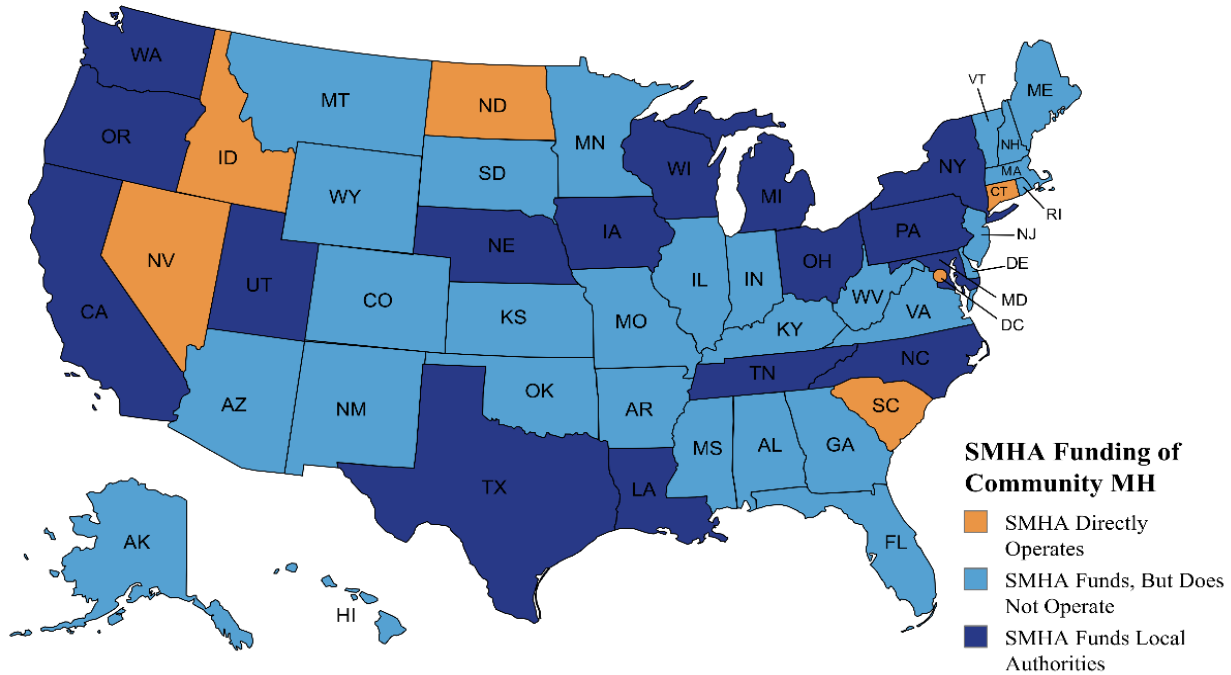 WA
MT
ND
MN
VT
ME
OR
ID
SD
WI
NH
NY
MA
WY
MI
CT
RI
NE
IA
PA
NJ
NV
OH
DE
UT
IL
IN
CA
CO
WV
MD
KS
MO
VA
KY
DC
NC
TN
AZ
OK
NM
AR
SC
MS
AL
GA
TX
LA
AK
FL
HI
SMHA Funding of
Community MH
SMHA Directly
Operates
SMHA Funds, But Does
Not Operate
SMHA Funds Local
Authorities